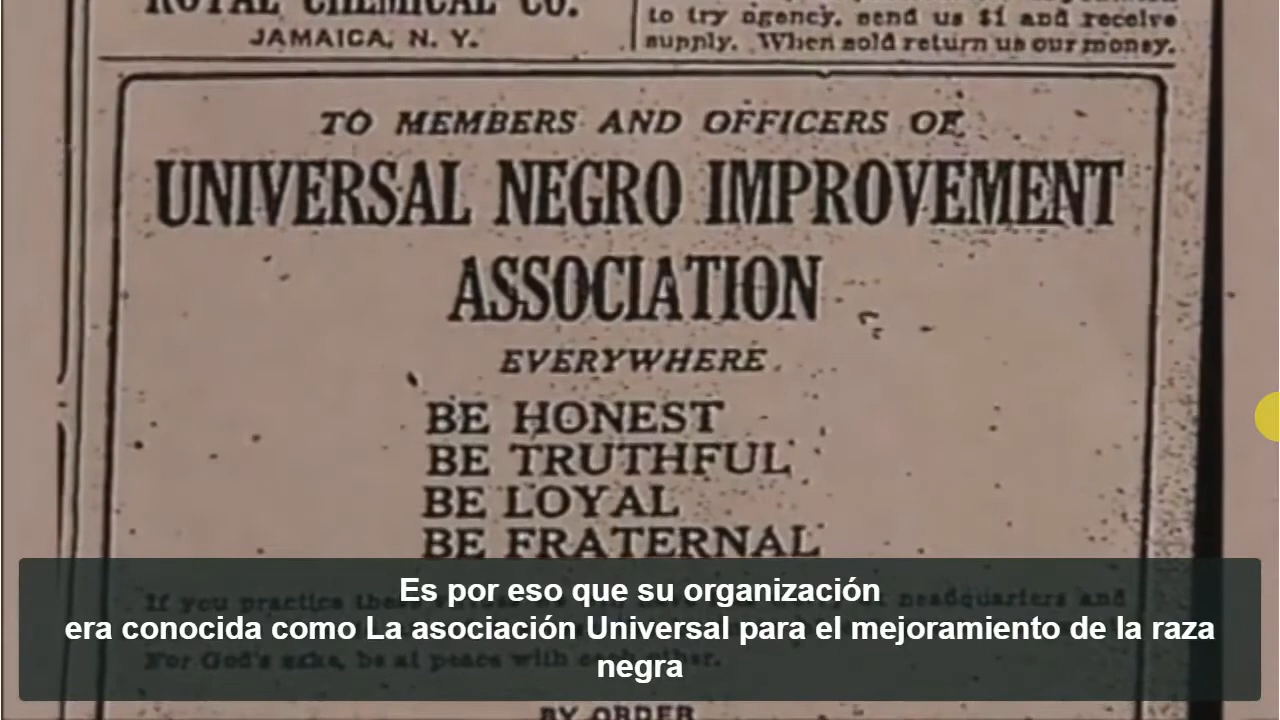 ROYAL CHEMICAL CO.
JAMAICA, N. Y.
to try agency, send us $1 and receive
supply. When sold return us our money.
TO MEMBERS AND OFFICERS OF
UNIVERSAL NEGRO IMPROVEMENT
ASSOCIATION
EVERYWHERE
BE HONEST
BE TRUTHFUL
BE LOYAL
BE FRATERNAL
If you practice headquarters and
For God's sake, be at peace with each other.
BY ORDER
Es por eso que su organización
era conocida como La asociación Universal para el mejoramiento de la raza
negra